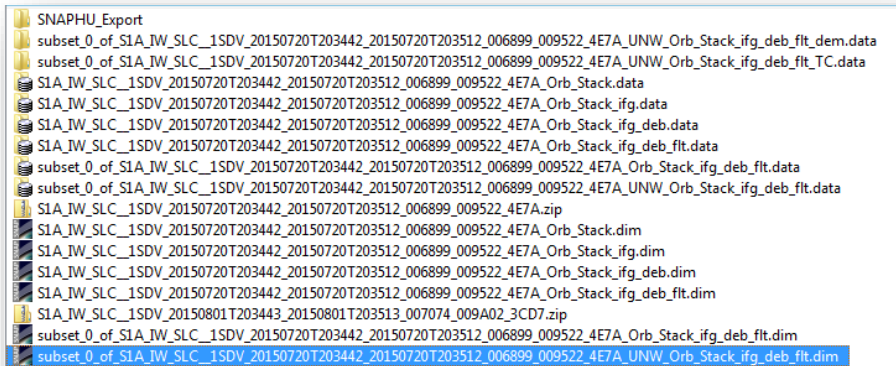 SNAPHU_Export
subset_0_of_S1A_IW_SLC__1SDV_20150720T203442_20150720T203512_006899_009522_4E7A_UNW_Orb_Stack_ifg_deb_flt_dem.data
subset_0_of_S1A_IW_SLC__1SDV_20150720T203442_20150720T203512_006899_009522_4E7A_UNW_Orb_Stack_ifg_deb_flt_TC.data
S1A_IW_SLC__1SDV_20150720T203442_20150720T203512_006899_009522_4E7A_Orb_Stack.data
S1A_IW_SLC__1SDV_20150720T203442_20150720T203512_006899_009522_4E7A_Orb_Stack_ifg.data
S1A_IW_SLC__1SDV_20150720T203442_20150720T203512_006899_009522_4E7A_Orb_Stack_ifg_deb.data
S1A_IW_SLC__1SDV_20150720T203442_20150720T203512_006899_009522_4E7A_Orb_Stack_ifg_deb_flt.data
subset_0_of_S1A_IW_SLC__1SDV_20150720T203442_20150720T203512_006899_009522_4E7A_Orb_Stack_ifg_deb_flt.data
subset_0_of_S1A_IW_SLC__1SDV_20150720T203442_20150720T203512_006899_009522_4E7A_UNW_Orb_Stack_ifg_deb_flt.data
S1A_IW_SLC__1SDV_20150720T203442_20150720T203512_006899_009522_4E7A.zip
S1A_IW_SLC__1SDV_20150720T203442_20150720T203512_006899_009522_4E7A_Orb_Stack.dim
S1A_IW_SLC__1SDV_20150720T203442_20150720T203512_006899_009522_4E7A_Orb_Stack_ifg.dim
S1A_IW_SLC__1SDV_20150720T203442_20150720T203512_006899_009522_4E7A_Orb_Stack_ifg_deb.dim
S1A_IW_SLC__1SDV_20150720T203442_20150720T203512_006899_009522_4E7A_Orb_Stack_ifg_deb_flt.dim
S1A_IW_SLC__1SDV_20150801T203443_20150801T203513_007074_009A02_3CD7.zip
subset_0_of_S1A_IW_SLC__1SDV_20150720T203442_20150720T203512_006899_009522_4E7A_Orb_Stack_ifg_deb_flt.dim
subset_0_of_S1A_IW_SLC__1SDV_20150720T203442_20150720T203512_006899_009522_4E7A_UNW_Orb_Stack_ifg_deb_flt.dim